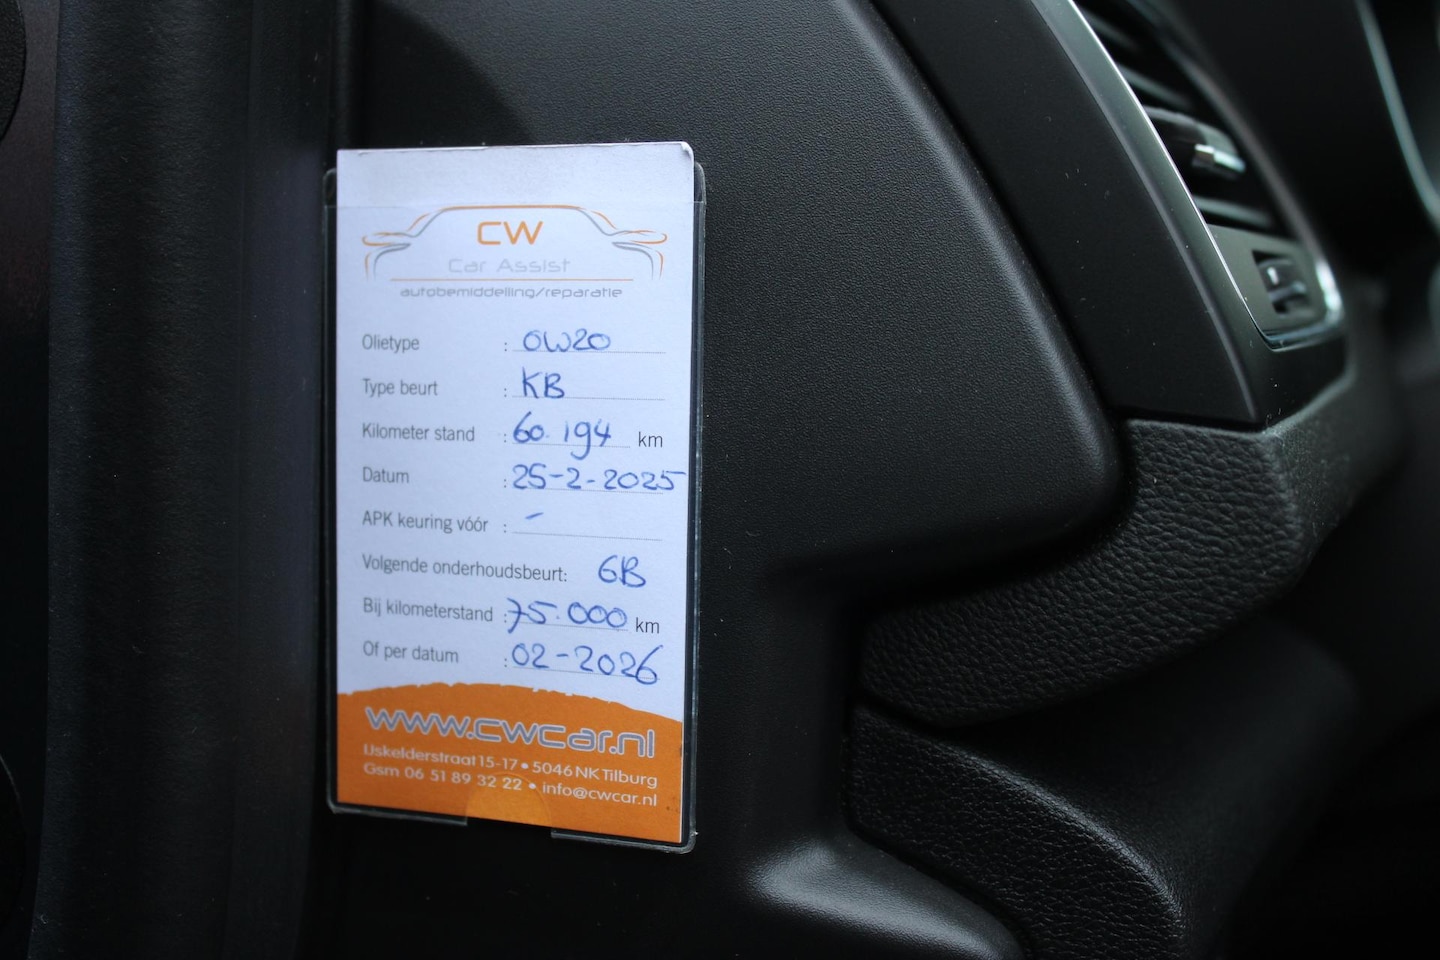 CW
Car Assist
autobemiddelling/reparatie
Olietype : 0W20
Type beurt : KB
Kilometer stand : 60.194 km
Datum : 25-2-2025
APK keuring vóór : -
Volgende onderhoudsbeurt: GB
Bij kilometerstand : 75.000 km
Of per datum : 02-2026
www.cwcar.nl
IJskelderstraat 15-17 • 5046 NK Tilburg
Gsm 06 51 89 32 22 • info@cwcar.nl